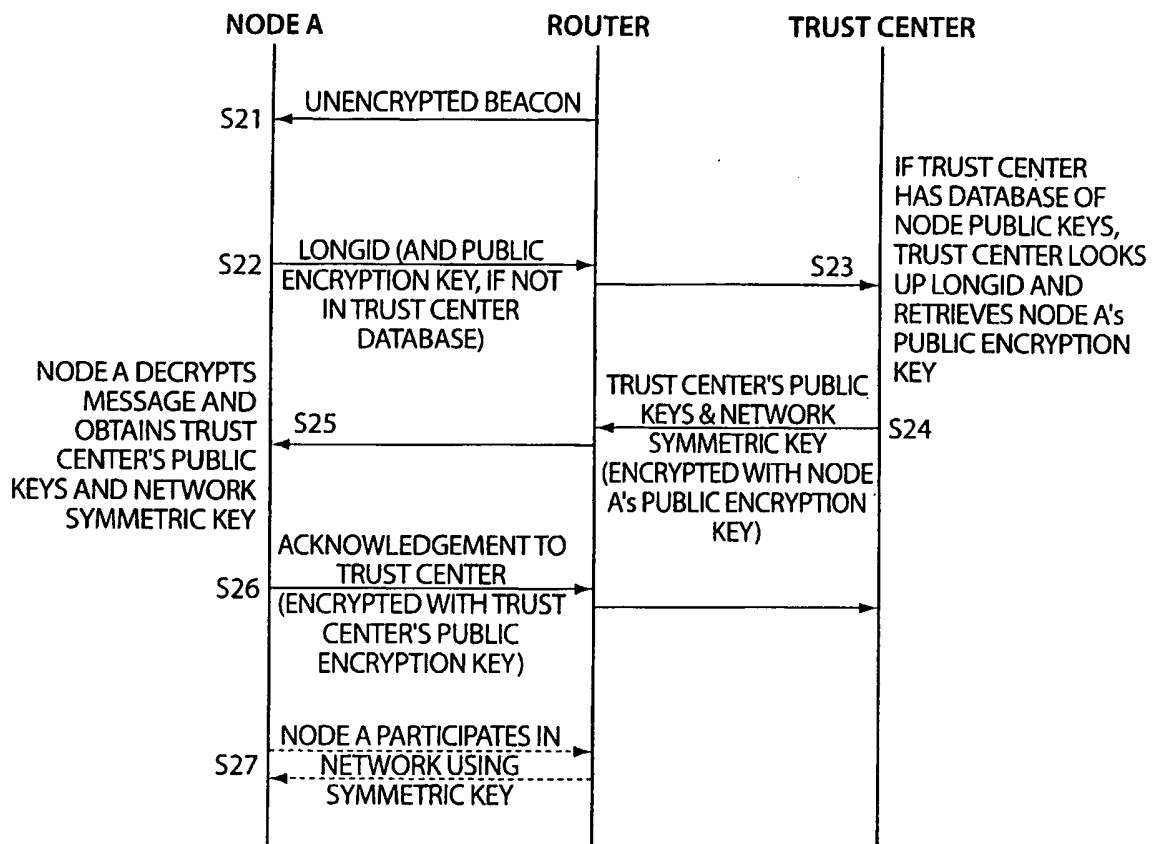 NODE A
ROUTER
TRUST CENTER
UNENCRYPTED BEACON
S21
IF TRUST CENTER
HAS DATABASE OF
NODE PUBLIC KEYS,
TRUST CENTER LOOKS
UP LONGID AND
RETRIEVES NODE A's
PUBLIC ENCRYPTION
KEY
S22
LONGID (AND PUBLIC
ENCRYPTION KEY, IF NOT
IN TRUST CENTER
DATABASE)
S23
TRUST CENTER'S PUBLIC
KEYS & NETWORK
SYMMETRIC KEY
(ENCRYPTED WITH NODE
A's PUBLIC ENCRYPTION
KEY)
S24
NODE A DECRYPTS
MESSAGE AND
OBTAINS TRUST
CENTER'S PUBLIC
KEYS AND NETWORK
SYMMETRIC KEY
S25
ACKNOWLEDGEMENT TO
TRUST CENTER
(ENCRYPTED WITH TRUST
CENTER'S PUBLIC
ENCRYPTION KEY)
S26
NODE A PARTICIPATES IN
NETWORK USING
SYMMETRIC KEY
S27